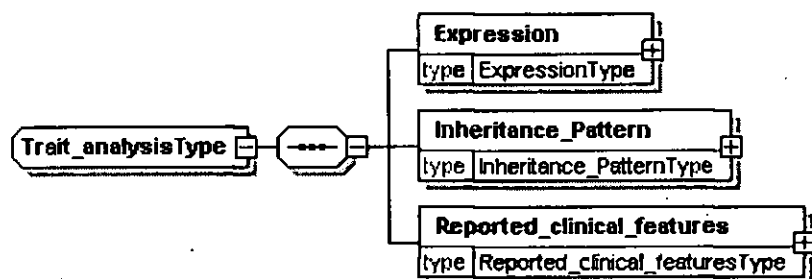 Expression
type ExpressionType
Trait_analysisType
Inheritance_Pattern
type Inheritance_PatternType
Reported_clinical_features
type Reported_clinical_featuresType